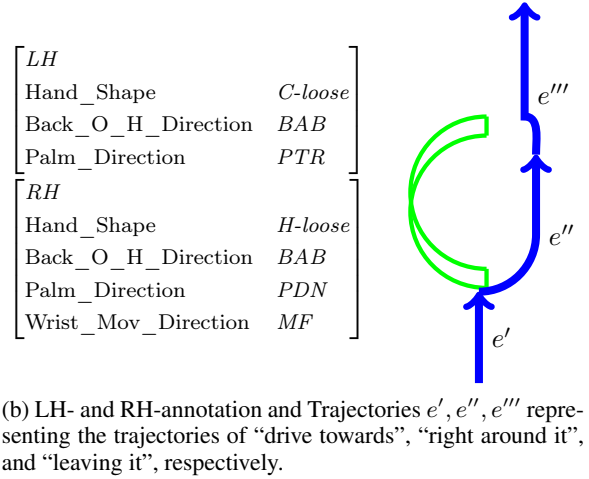 LH
Hand_Shape C-loose
Back_O_H_Direction BAB
Palm_Direction PTR
RH
Hand_Shape H-loose
Back_O_H_Direction BAB
Palm_Direction PDN
Wrist_Mov_Direction MF
e′′′
e′′
e′
(b) LH- and RH-annotation and Trajectories e′, e′′, e′′′ repre-
senting the trajectories of “drive towards”, “right around it”,
and “leaving it”, respectively.